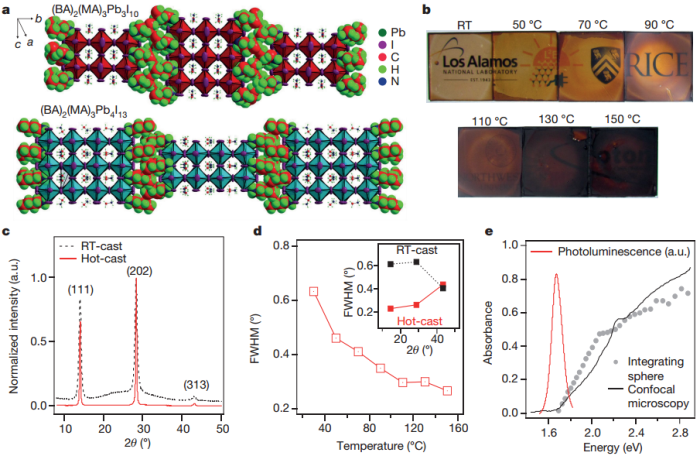 a
(BA)2(MA)3Pb3I10
b
c
a
Pb
I
C
H
N
(BA)2(MA)3Pb4I13
b
RT 50 °C 70 °C 90 °C
Los Alamos
NATIONAL LABORATORY
EST. 1943
RICE
110 °C 130 °C 150 °C
c
RT-cast
Hot-cast
(111)
(202)
(313)
Normalized intensity (a.u.)
1.0
0.5
0.0
10 20 30 40 50
2θ (°)
d
0.8
0.6
0.4
0.2
FWHM (°)
40 80 120 160
Temperature (°C)
RT-cast
Hot-cast
FWHM (°)
0.6
0.4
0.2
20 40
2θ (°)
e
Photoluminescence (a.u.)
Integrating
sphere
Confocal
microscopy
Absorbance
0.8
0.6
0.4
0.2
0.0
1.6 2.0 2.4 2.8
Energy (eV)